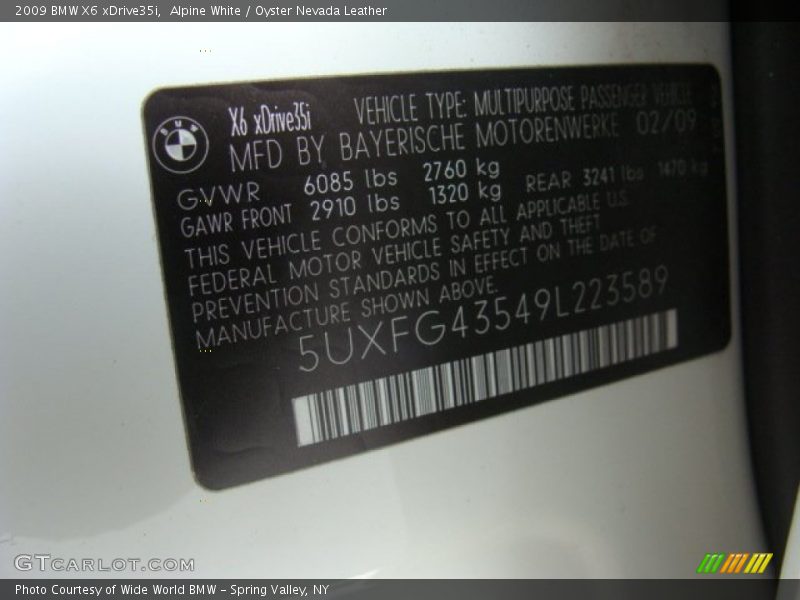 2009 BMW X6 xDrive35i, Alpine White / Oyster Nevada Leather
BMW
X6 xDrive35i VEHICLE TYPE: MULTIPURPOSE PASSENGER VEHICLE
MFD BY BAYERISCHE MOTORENWERKE 02/09
GVWR 6085 lbs 2760 kg
GAWR FRONT 2910 lbs 1320 kg REAR 3241 lbs 1470 kg
THIS VEHICLE CONFORMS TO ALL APPLICABLE U.S.
FEDERAL MOTOR VEHICLE SAFETY AND THEFT
PREVENTION STANDARDS IN EFFECT ON THE DATE OF
MANUFACTURE SHOWN ABOVE.
5UXFG43549L223589
GTCARLOT.COM
Photo Courtesy of Wide World BMW - Spring Valley, NY